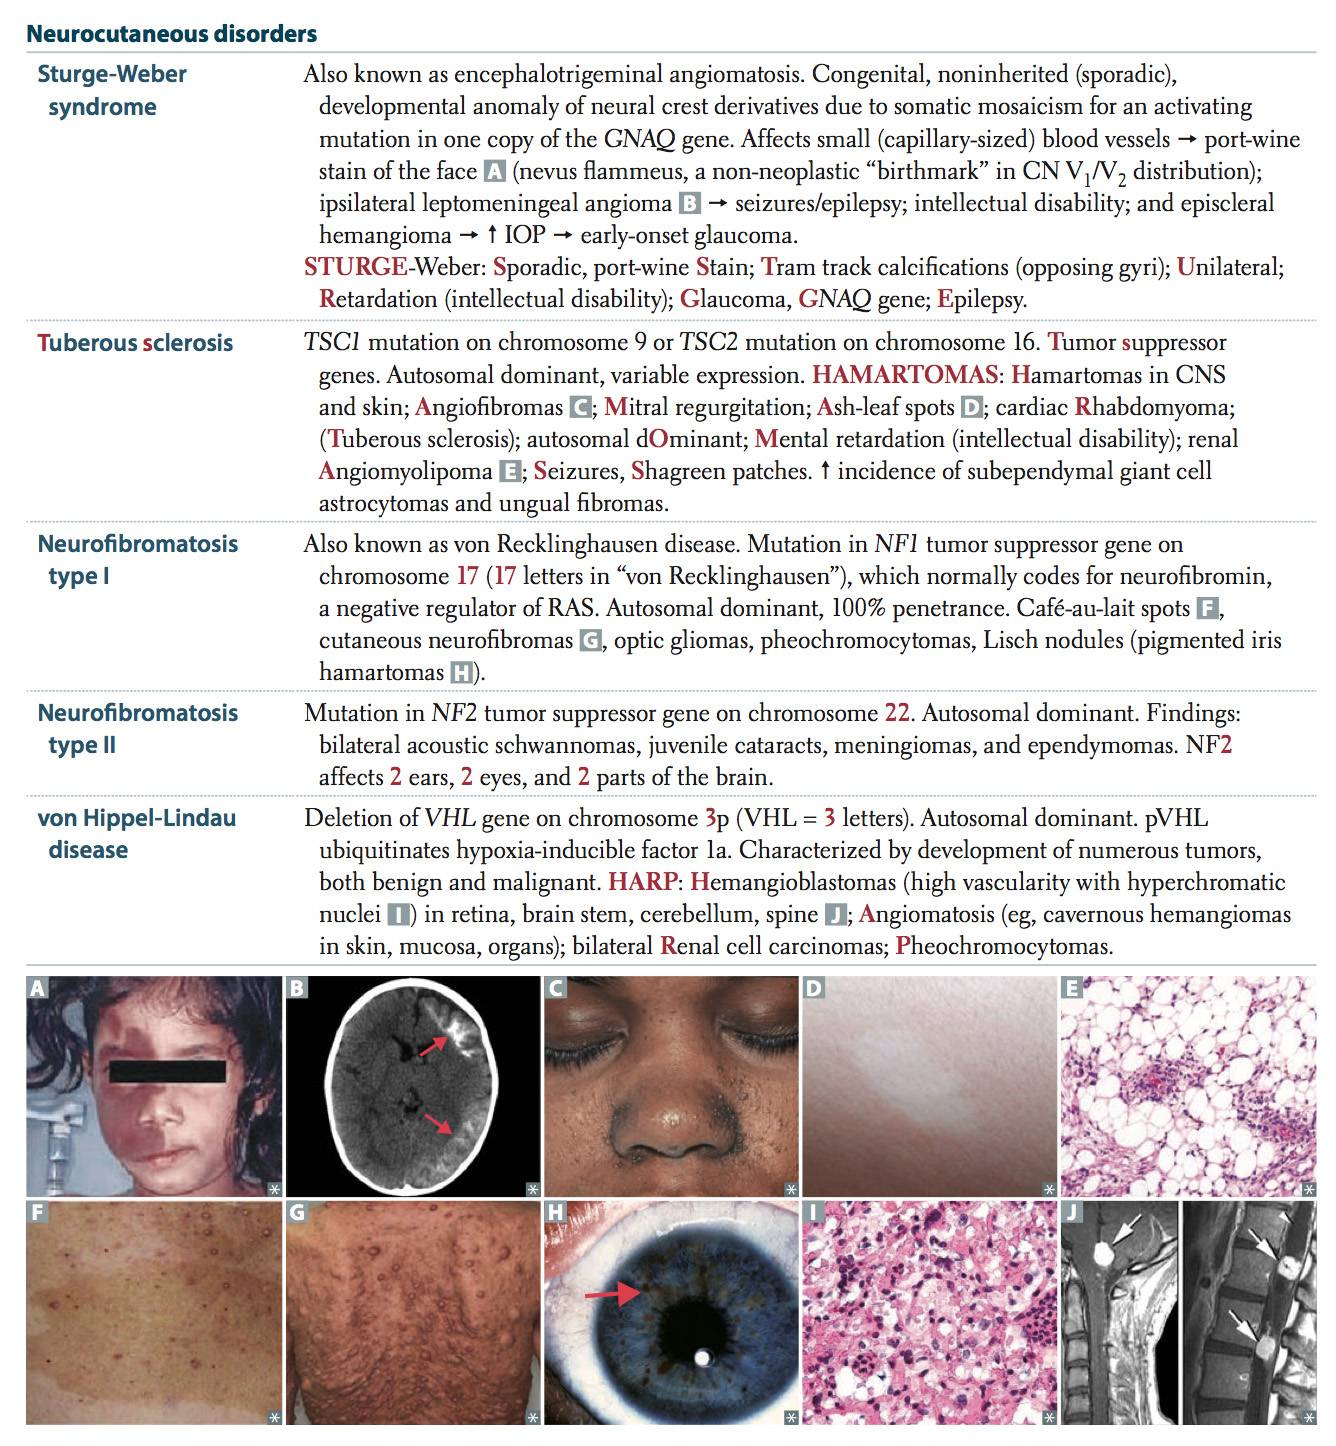 Neurocutaneous disorders
Sturge-Weber
syndrome
Also known as encephalotrigeminal angiomatosis. Congenital, noninherited (sporadic),
developmental anomaly of neural crest derivatives due to somatic mosaicism for an activating
mutation in one copy of the GNAQ gene. Affects small (capillary-sized) blood vessels → port-wine
stain of the face A (nevus flammeus, a non-neoplastic “birthmark” in CN V₁/V₂ distribution);
ipsilateral leptomeningeal angioma B → seizures/epilepsy; intellectual disability; and episcleral
hemangioma → ↑ IOP → early-onset glaucoma.
STURGE-Weber: Sporadic, port-wine Stain; Tram track calcifications (opposing gyri); Unilateral;
Retardation (intellectual disability); Glaucoma, GNAQ gene; Epilepsy.
Tuberous sclerosis
TSC1 mutation on chromosome 9 or TSC2 mutation on chromosome 16. Tumor suppressor
genes. Autosomal dominant, variable expression. HAMARTOMAS: Hamartomas in CNS
and skin; Angiofibromas C; Mitral regurgitation; Ash-leaf spots D; cardiac Rhabdomyoma;
(Tuberous sclerosis); autosomal dOminant; Mental retardation (intellectual disability); renal
Angiomyolipoma E; Seizures, Shagreen patches. ↑ incidence of subependymal giant cell
astrocytomas and ungual fibromas.
Neurofibromatosis
type I
Also known as von Recklinghausen disease. Mutation in NF1 tumor suppressor gene on
chromosome 17 (17 letters in “von Recklinghausen”), which normally codes for neurofibromin,
a negative regulator of RAS. Autosomal dominant, 100% penetrance. Café-au-lait spots F,
cutaneous neurofibromas G, optic gliomas, pheochromocytomas, Lisch nodules (pigmented iris
hamartomas H).
Neurofibromatosis
type II
Mutation in NF2 tumor suppressor gene on chromosome 22. Autosomal dominant. Findings:
bilateral acoustic schwannomas, juvenile cataracts, meningiomas, and ependymomas. NF2
affects 2 ears, 2 eyes, and 2 parts of the brain.
von Hippel-Lindau
disease
Deletion of VHL gene on chromosome 3p (VHL = 3 letters). Autosomal dominant. pVHL
ubiquitinates hypoxia-inducible factor 1a. Characterized by development of numerous tumors,
both benign and malignant. HARP: Hemangioblastomas (high vascularity with hyperchromatic
nuclei I) in retina, brain stem, cerebellum, spine J; Angiomatosis (eg, cavernous hemangiomas
in skin, mucosa, organs); bilateral Renal cell carcinomas; Pheochromocytomas.
A B C D E
F G H I J